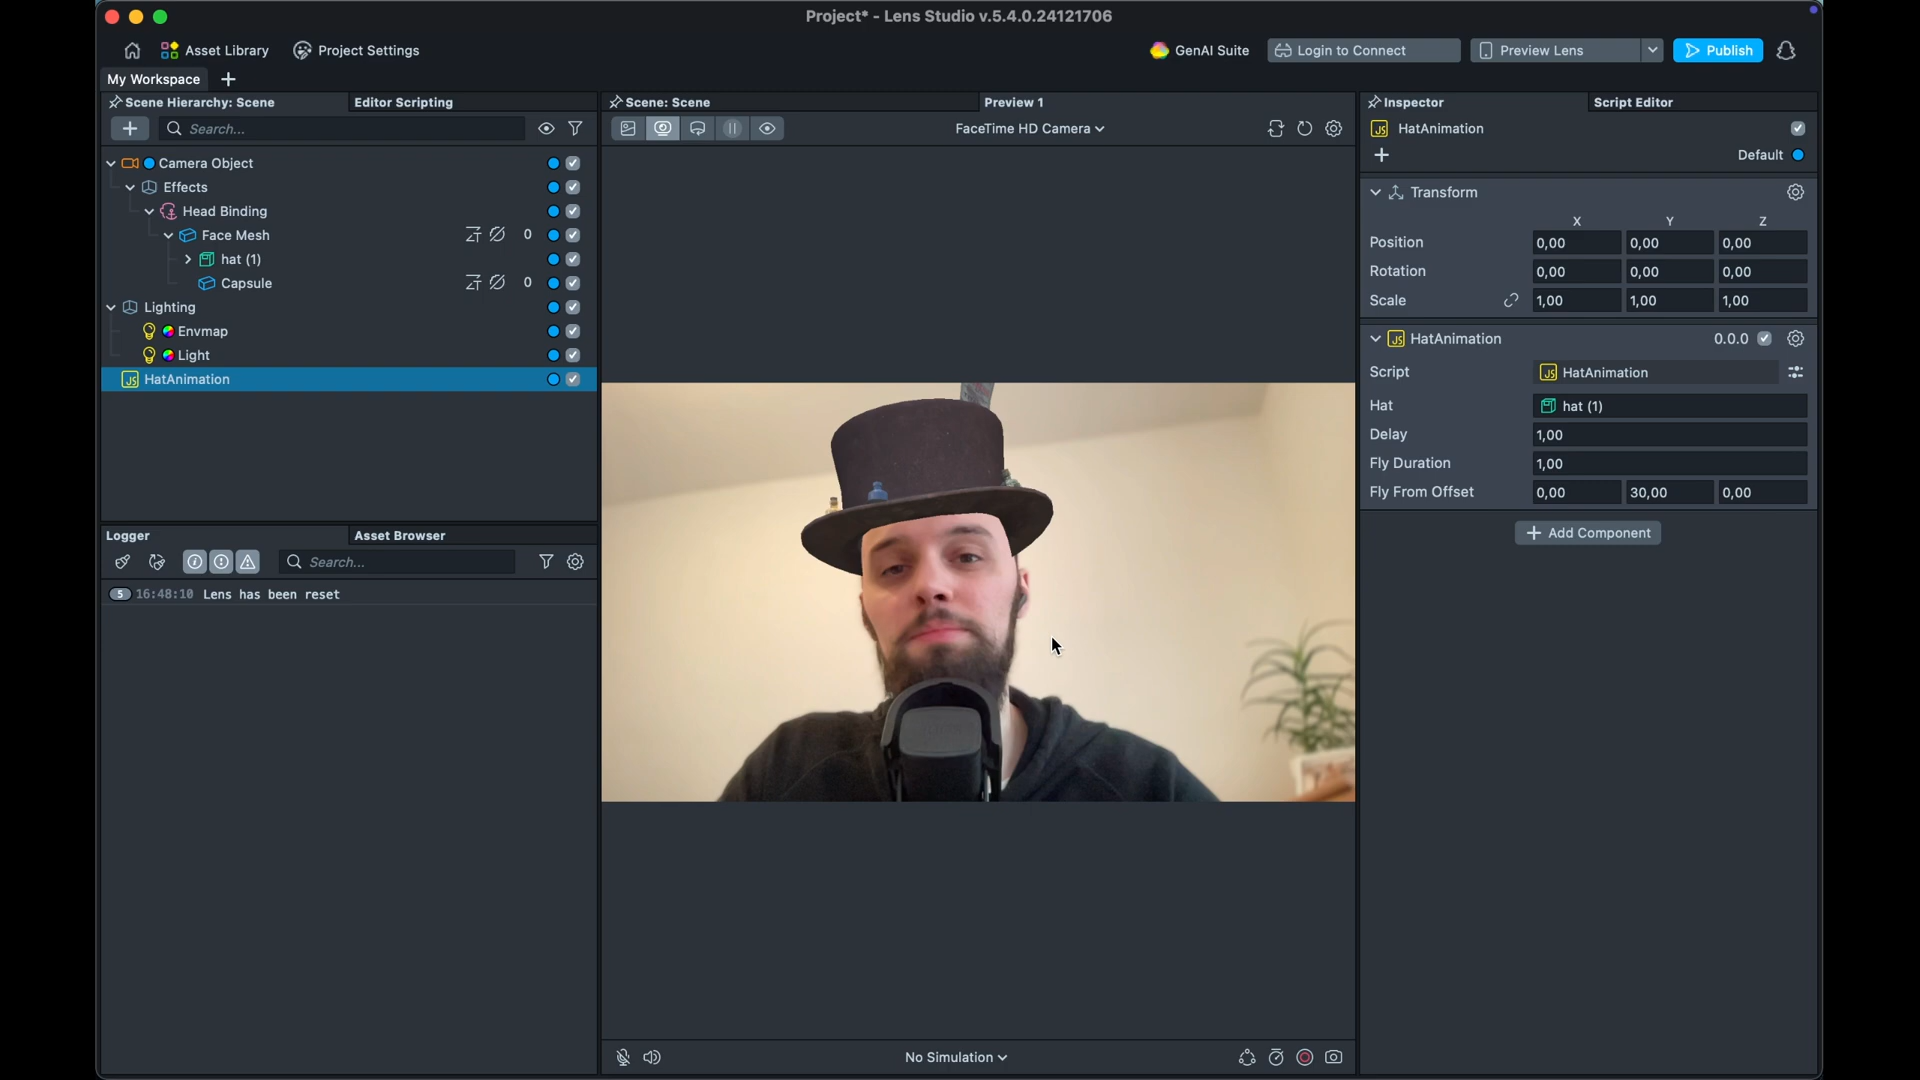 Project* - Lens Studio v.5.4.0.24121706
Asset Library
Project Settings
GenAI Suite
Login to Connect
Preview Lens
Publish
My Workspace
Scene Hierarchy: Scene
Editor Scripting
Search...
Camera Object
Effects
Head Binding
Face Mesh
0
hat (1)
Capsule
0
Lighting
Envmap
Light
JS HatAnimation
Logger
Asset Browser
Search...
5 16:48:10 Lens has been reset
Scene: Scene
Preview 1
FaceTime HD Camera
No Simulation
Inspector
Script Editor
JS HatAnimation
Default
Transform
X Y Z
Position 0,00 0,00 0,00
Rotation 0,00 0,00 0,00
Scale 1,00 1,00 1,00
JS HatAnimation 0.0.0
Script JS HatAnimation
Hat hat (1)
Delay 1,00
Fly Duration 1,00
Fly From Offset 0,00 30,00 0,00
Add Component